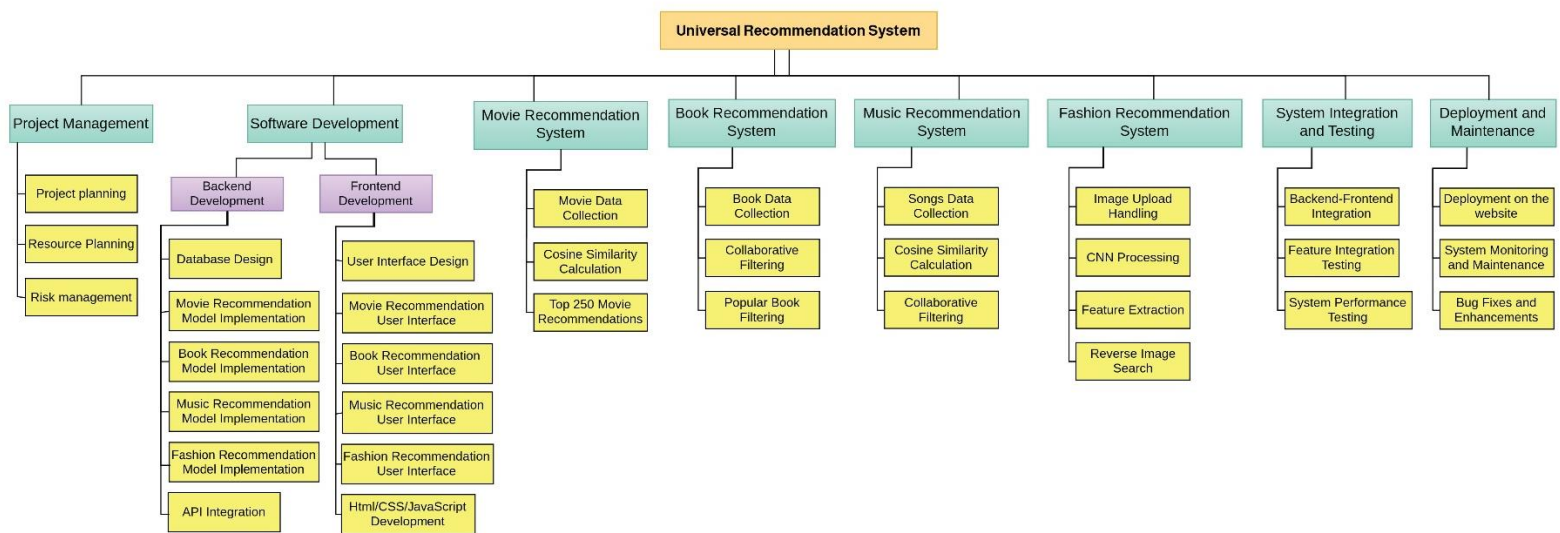 Universal Recommendation System
Project Management
Project planning
Resource Planning
Risk management
Software Development
Backend
Development
Database Design
Movie Recommendation
Model Implementation
Book Recommendation
Model Implementation
Music Recommendation
Model Implementation
Fashion Recommendation
Model Implementation
API Integration
Frontend
Development
User Interface Design
Movie Recommendation
User Interface
Book Recommendation
User Interface
Music Recommendation
User Interface
Fashion Recommendation
User Interface
Html/CSS/JavaScript
Development
Movie Recommendation
System
Movie Data
Collection
Cosine Similarity
Calculation
Top 250 Movie
Recommendations
Book Recommendation
System
Book Data
Collection
Collaborative
Filtering
Popular Book
Filtering
Music Recommendation
System
Songs Data
Collection
Cosine Similarity
Calculation
Collaborative
Filtering
Fashion Recommendation
System
Image Upload
Handling
CNN Processing
Feature Extraction
Reverse Image
Search
System Integration
and Testing
Backend-Frontend
Integration
Feature Integration
Testing
System Performance
Testing
Deployment and
Maintenance
Deployment on the
website
System Monitoring
and Maintenance
Bug Fixes and
Enhancements